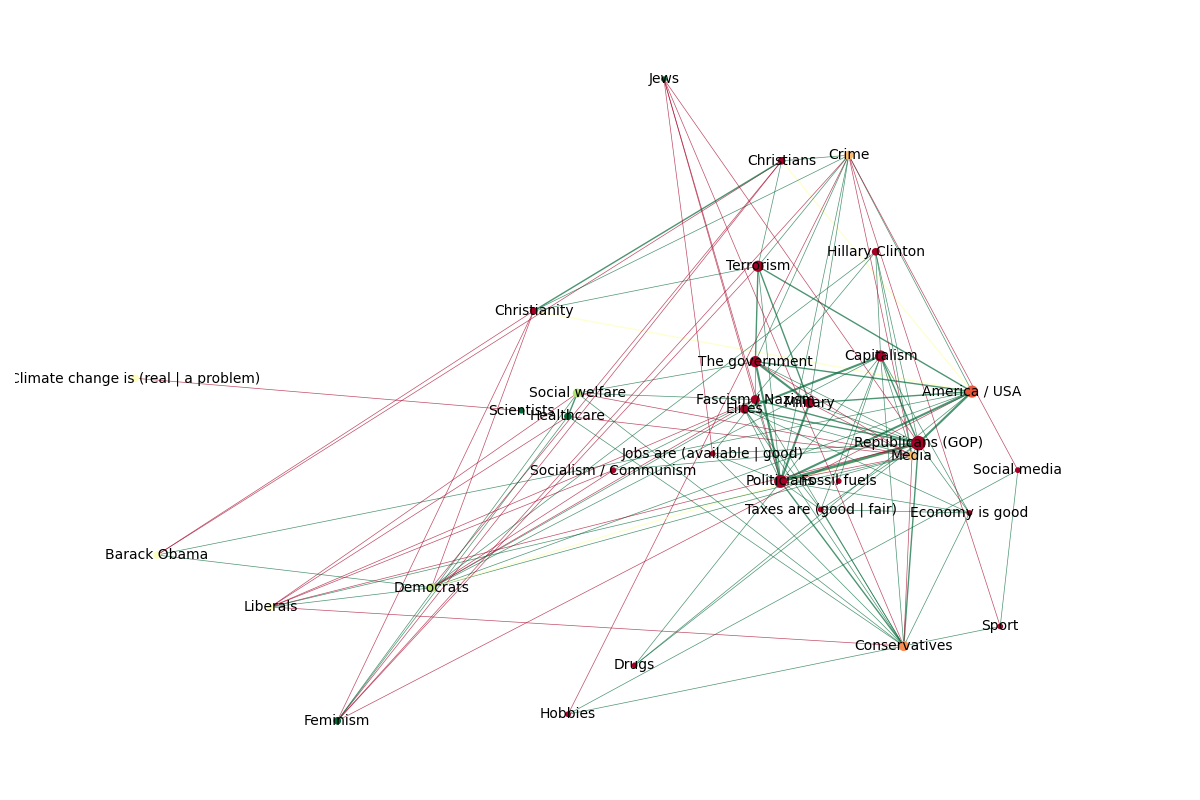 Jews
Crime
Christians
Hillary Clinton
Terrorism
Christianity
The government
Capitalism
Climate change is (real | a problem)
America / USA
Social welfare
Fascism / Nazism
Military
Elites
Scientists
Healthcare
Republicans (GOP)
Media
Jobs are (available | good)
Socialism / Communism
Social media
Politicians
Fossil fuels
Taxes are (good | fair)
Economy is good
Barack Obama
Democrats
Liberals
Sport
Conservatives
Drugs
Hobbies
Feminism